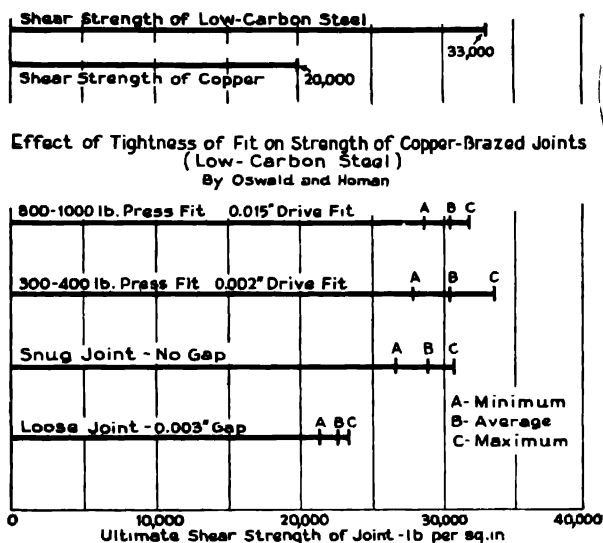 Shear Strength of Low-Carbon Steel
33,000
Shear Strength of Copper
20,000
Effect of Tightness of Fit on Strength of Copper-Brazed Joints
(Low-Carbon Steel)
By Oswald and Homan
800-1000 lb. Press Fit 0.015" Drive Fit A B C
300-400 lb. Press Fit 0.002" Drive Fit A B C
Snug Joint - No Gap A B C
A- Minimum
B- Average
C- Maximum
Loose Joint - 0.003" Gap A B C
0 10,000 20,000 30,000 40,000
Ultimate Shear Strength of Joint-lb per sq.in